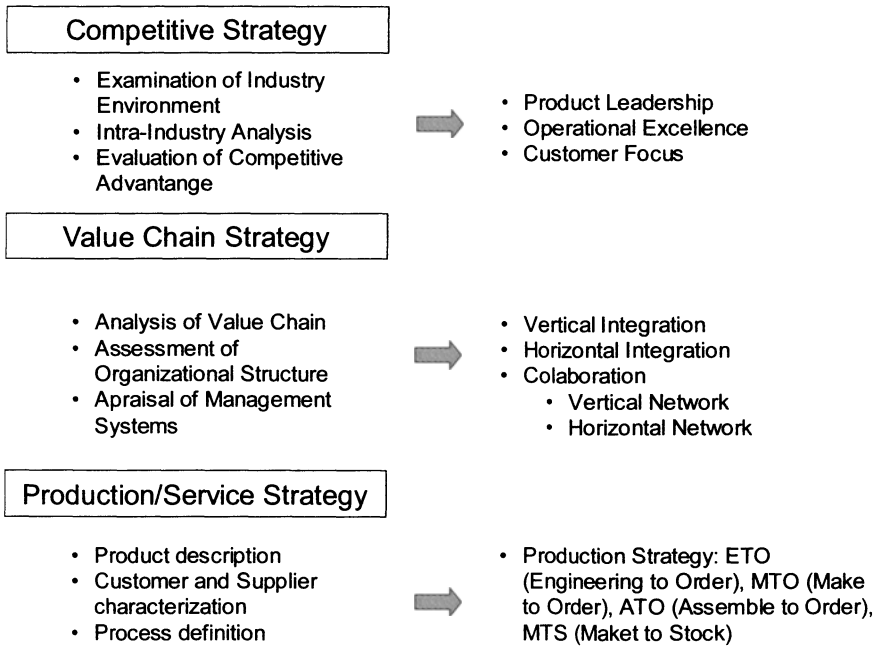 Competitive Strategy
• Examination of Industry
Environment
• Intra-Industry Analysis
• Evaluation of Competitive
Advantange
• Product Leadership
• Operational Excellence
• Customer Focus
Value Chain Strategy
• Analysis of Value Chain
• Assessment of
Organizational Structure
• Apraisal of Management
Systems
• Vertical Integration
• Horizontal Integration
• Colaboration
• Vertical Network
• Horizontal Network
Production/Service Strategy
• Product description
• Customer and Supplier
characterization
• Process definition
• Production Strategy: ETO
(Engineering to Order), MTO (Make
to Order), ATO (Assemble to Order),
MTS (Maket to Stock)